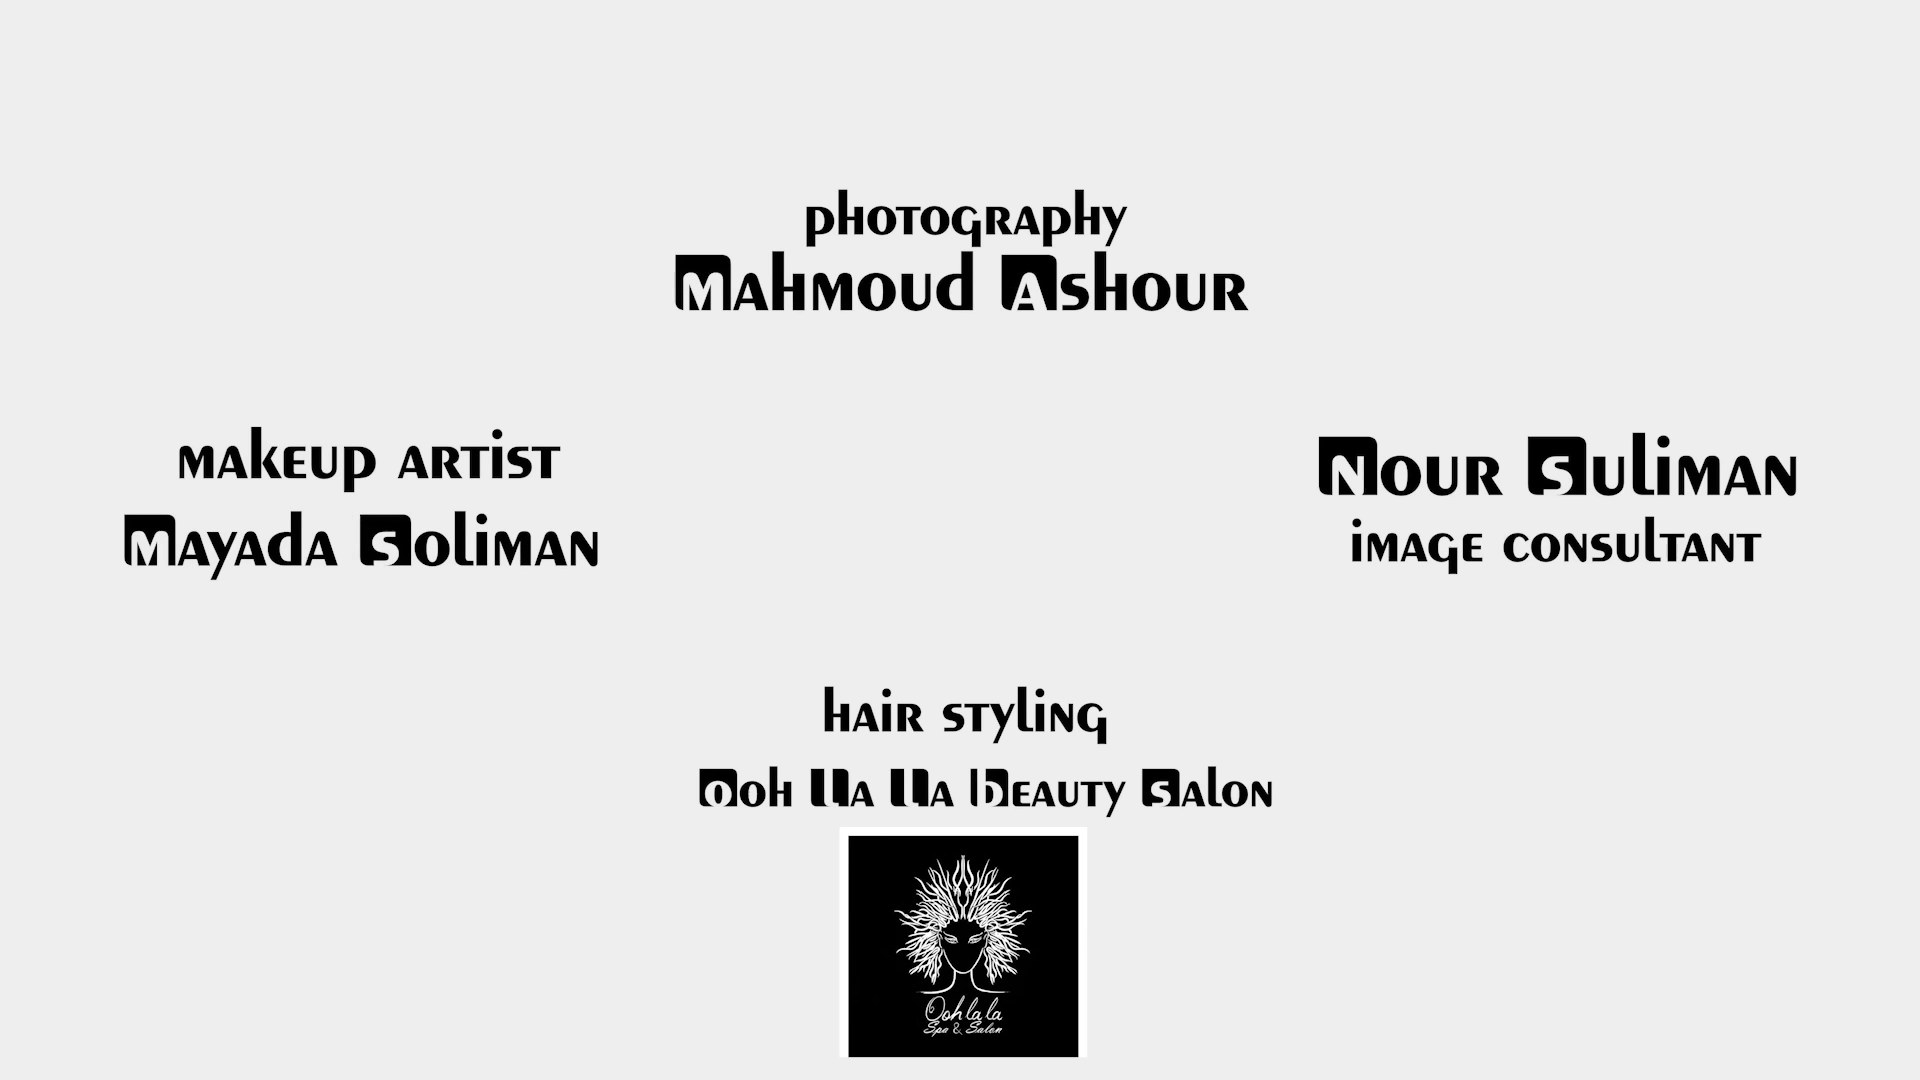 photography
Mahmoud Ashour
makeup artist
Mayada Soliman
Nour Suliman
image consultant
hair styling
Ooh La La Beauty Salon
Ooh la la
Spa & Salon